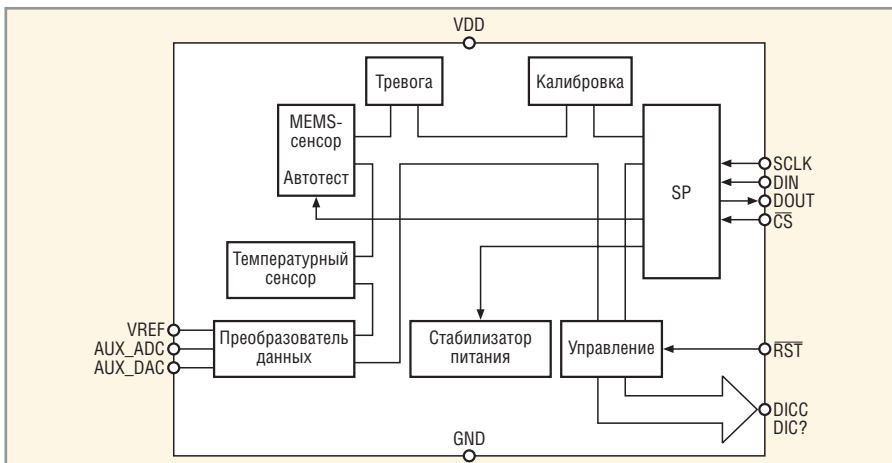 VDD
Тревога
Калибровка
MEMS-
сенсор
Автотест
SP
SCLK
DIN
DOUT
CS
Температурный
сенсор
VREF
AUX_ADC
AUX_DAC
Преобразователь
данных
Стабилизатор
питания
Управление
RST
DICC
DIC?
GND